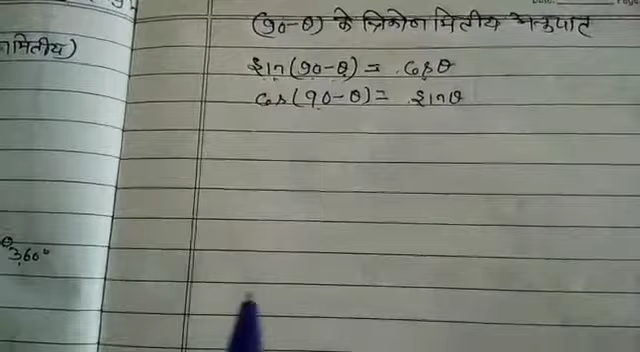 (90-θ) के त्रिकोणमितीय अनुपात
sin(90-θ) = cosθ
cos(90-θ) = sinθ
360°